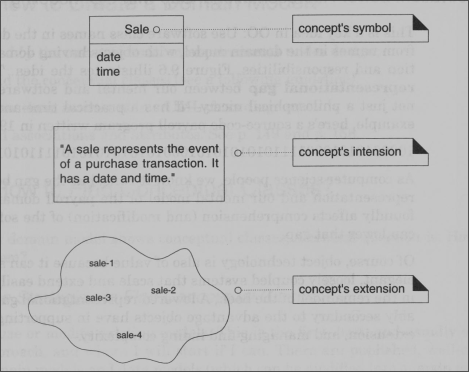 Sale
concept's symbol
date
time
"A sale represents the event
of a purchase transaction. It
has a date and time."
concept's intension
sale-1
sale-2
sale-3
concept's extension
sale-4